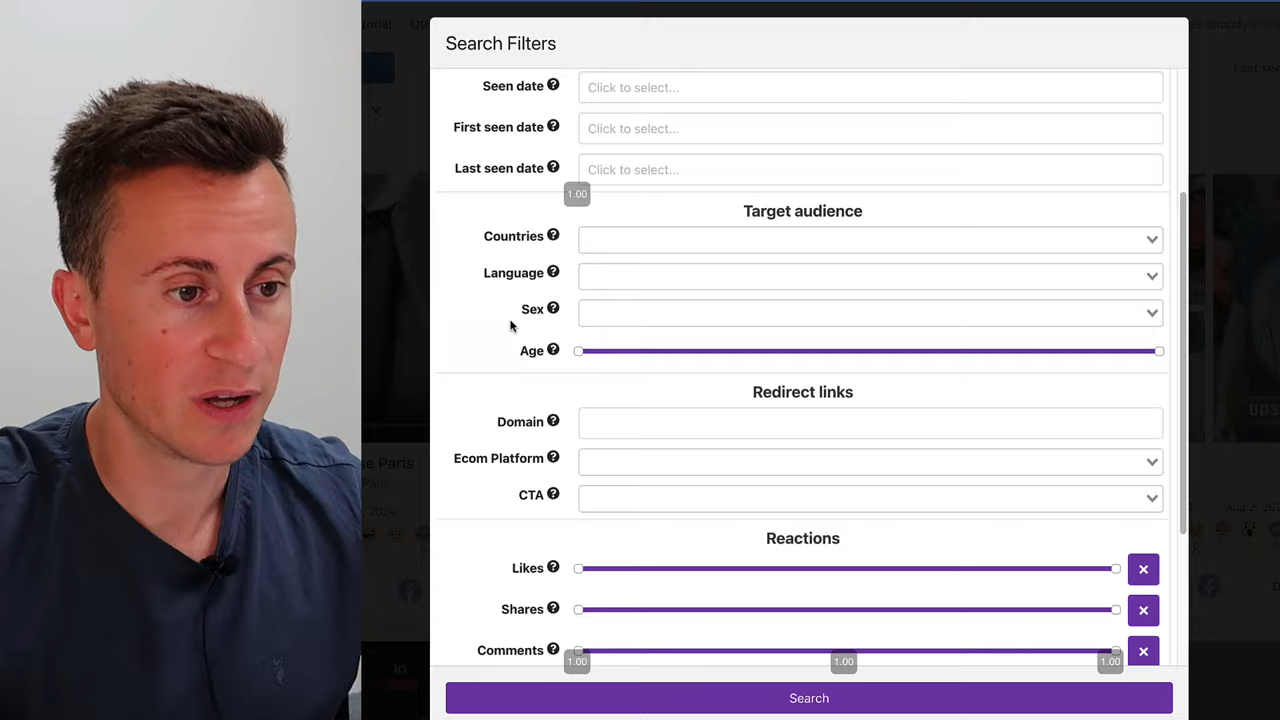 Search Filters
Seen date
Click to select...
First seen date
Click to select...
Last seen date
Click to select...
1.00
Target audience
Countries
Language
Sex
Age
Redirect links
Domain
Ecom Platform
CTA
Reactions
Likes
Shares
Comments
1.00 1.00 1.00
Search